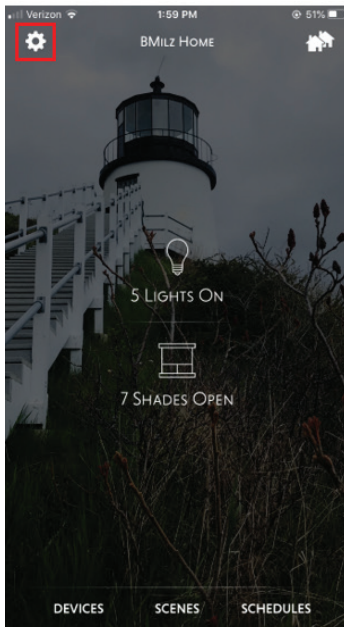 Verizon 1:59 PM 51%
BMILZ HOME
5 LIGHTS ON
7 SHADES OPEN
DEVICES SCENES SCHEDULES